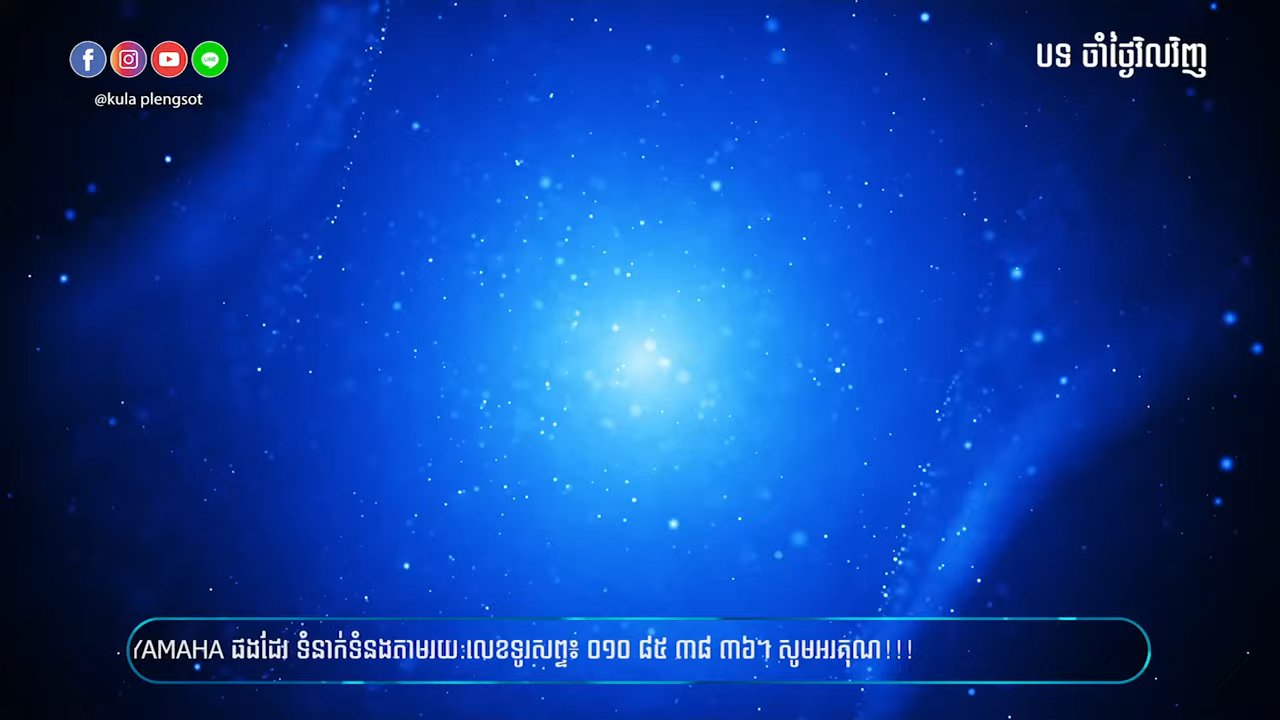 បទ ចាំថ្ងៃវិលវិញ
@kula plengsot
YAMAHA ផងដែរ ទំនាក់ទំនងតាមរយៈលេខទូរសព្ទ៖ ០១០ ៨៥ ៣៨ ៣៦។ សូមអរគុណ!!!